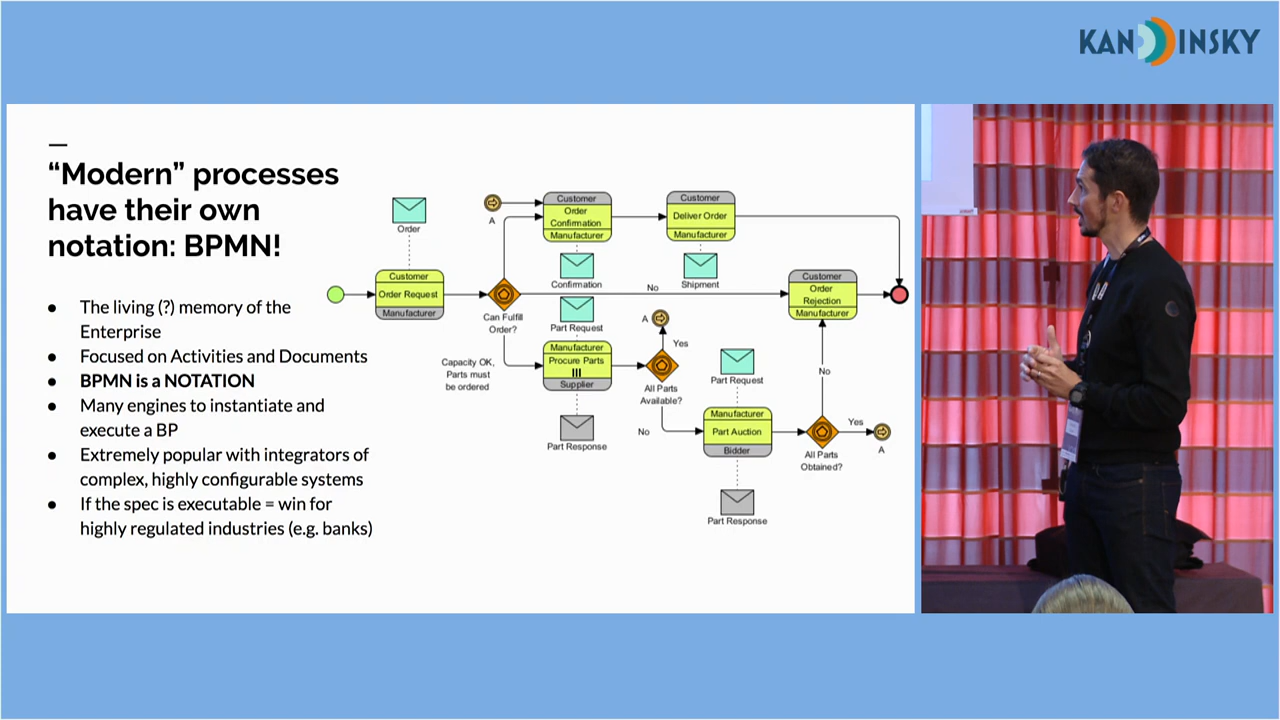 KANDINSKY
“Modern” processes
have their own
notation: BPMN!
● The living (?) memory of the
Enterprise
● Focused on Activities and Documents
● BPMN is a NOTATION
● Many engines to instantiate and
execute a BP
● Extremely popular with integrators of
complex, highly configurable systems
● If the spec is executable = win for
highly regulated industries (e.g. banks)
Order
Customer
Order Request
Manufacturer
Can Fulfill
Order?
Capacity OK,
Parts must
be ordered
A
Customer
Order
Confirmation
Manufacturer
Confirmation
Customer
Deliver Order
Manufacturer
Shipment
No
Customer
Order
Rejection
Manufacturer
Part Request
Manufacturer
Procure Parts
Supplier
Part Response
A
Yes
All Parts
Available?
No
Part Request
Manufacturer
Part Auction
Bidder
Part Response
No
All Parts
Obtained?
Yes
A